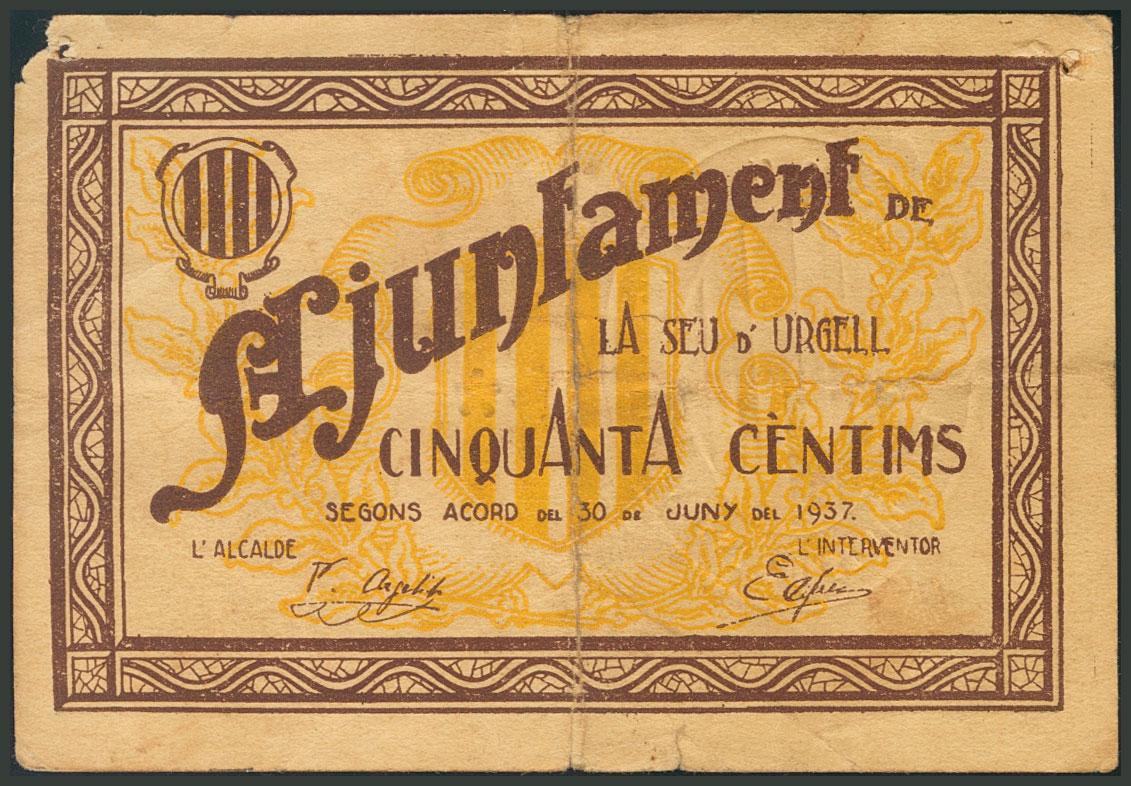 Ajuntament DE
LA SEU D' URGELL
CINQUANTA CÈNTIMS
SEGONS ACORD DEL 30 DE JUNY DEL 1937.
L'ALCALDE
L'INTERVENTOR